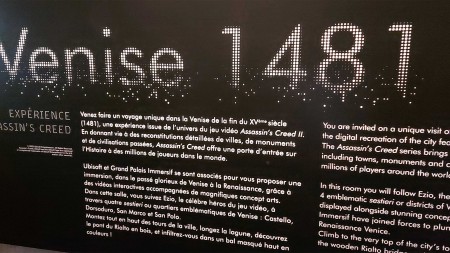 Venise 1481
EXPÉRIENCE
ASSIN'S CREED
Venez faire un voyage unique dans la Venise de la fin du XVème siècle
(1481), une expérience issue de l'univers du jeu vidéo Assassin's Creed II.
En donnant vie à des reconstitutions détaillées de villes, de monuments
et de civilisations passées, Assassin's Creed offre une porte d'entrée sur
l'Histoire à des millions de joueurs dans le monde.
Ubisoft et Grand Palais Immersif se sont associés pour vous proposer une
immersion, dans le passé glorieux de Venise à la Renaissance, grâce à
des vidéos interactives accompagnées de magnifiques concept arts.
Dans cette salle, vous suivez Ezio, le célèbre héros du jeu vidéo, à
travers quatre sestieri ou quartiers emblématiques de Venise : Castello,
Dorsoduro, San Marco et San Polo.
Montez tout en haut des tours de la ville, longez la lagune, découvrez
le pont du Rialto en bois, et infiltrez-vous dans un bal masqué haut en
couleurs !
You are invited on a unique visit o
the digital recreation of the city fea
The Assassin's Creed series brings
including towns, monuments and c
millions of players around the world
In this room you will follow Ezio, the
4 emblematic sestieri or districts of V
displayed alongside stunning concep
Immersif have joined forces to plun
Renaissance Venice.
Climb to the very top of the city's to
the wooden Rialto bridge